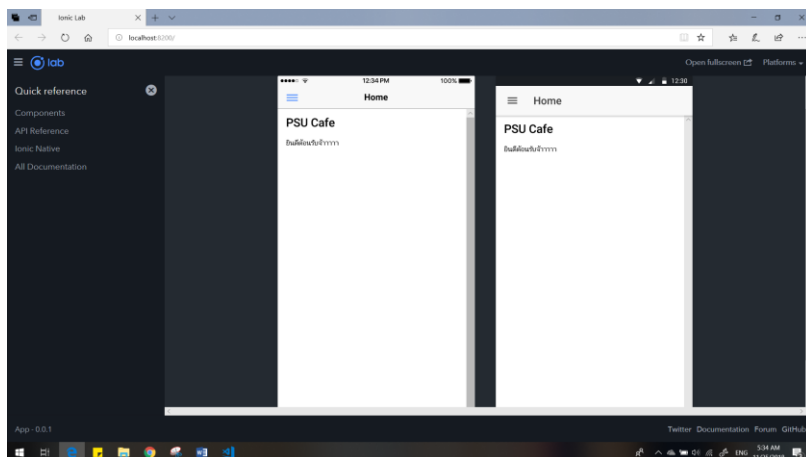 Ionic Lab
localhost:8200/
lab
Open fullscreen
Platforms
Quick reference
Components
API Reference
Ionic Native
All Documentation
12:34 PM
100%
Home
PSU Cafe
ยินดีต้อนรับจ้าาาาา
12:30
Home
PSU Cafe
ยินดีต้อนรับจ้าาาาา
App - 0.0.1
Twitter Documentation Forum GitHub
ENG
5:34 AM